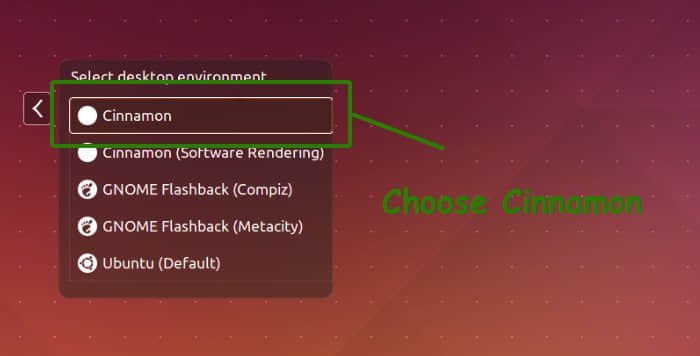 Select desktop environment
Cinnamon
Cinnamon (Software Rendering)
GNOME Flashback (Compiz)
Choose Cinnamon
GNOME Flashback (Metacity)
Ubuntu (Default)